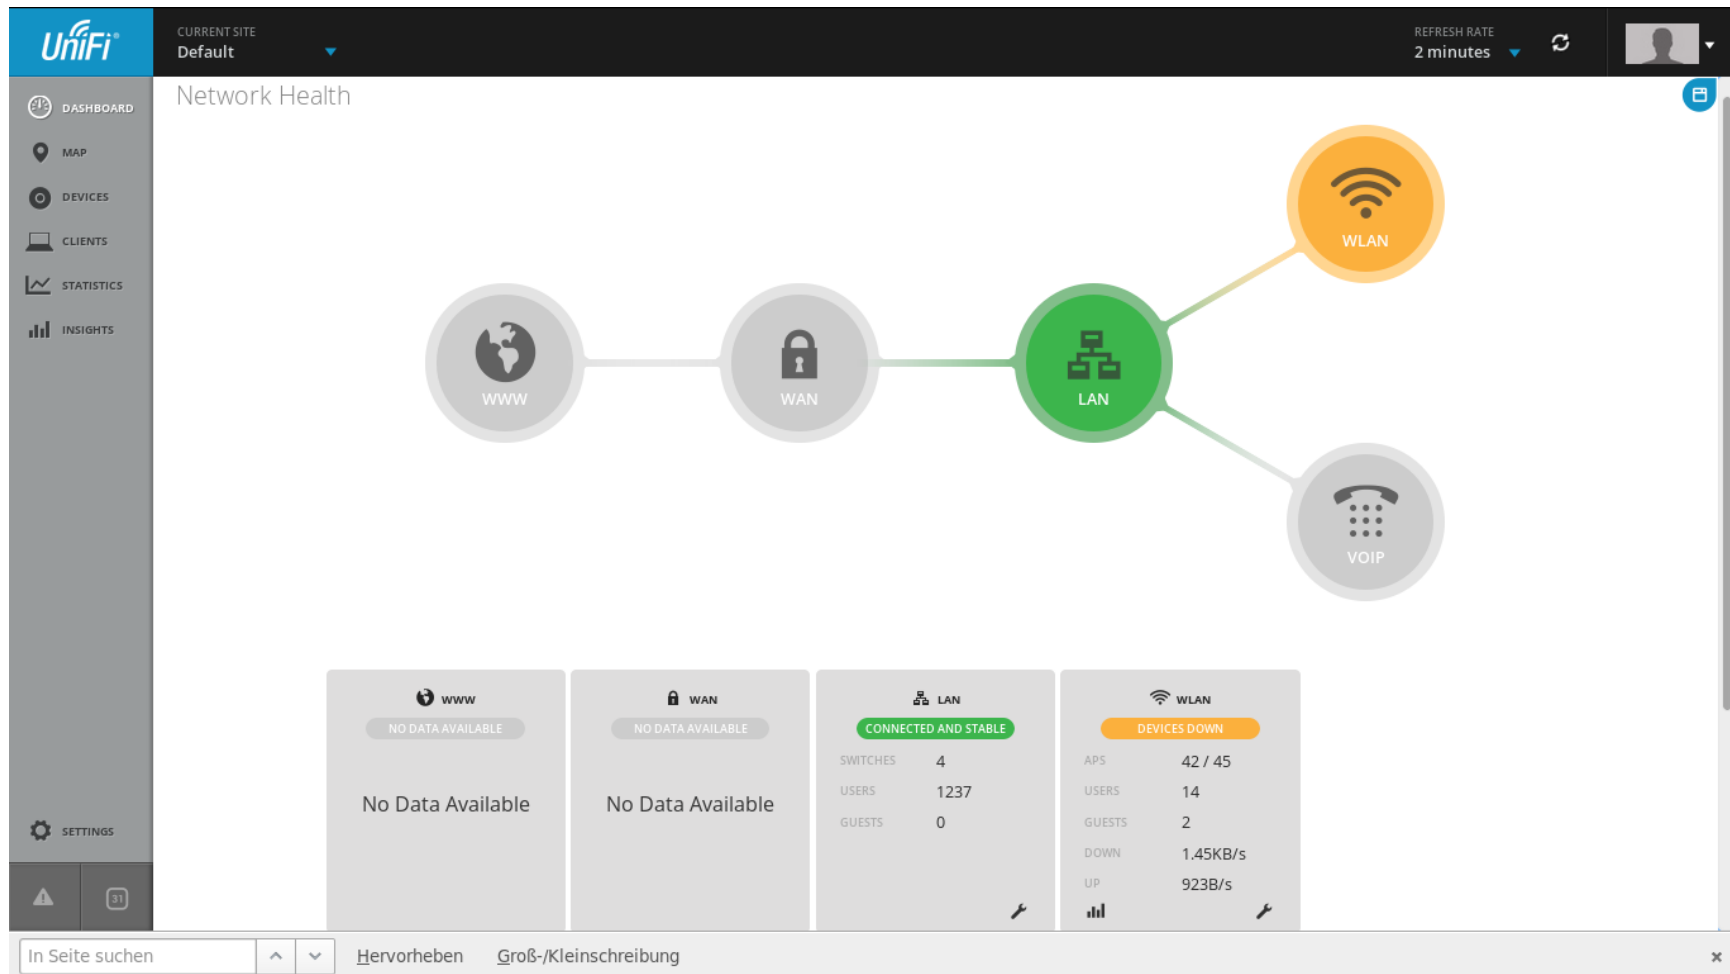 UniFi
CURRENT SITE
Default
REFRESH RATE
2 minutes
Network Health
DASHBOARD
MAP
DEVICES
CLIENTS
STATISTICS
INSIGHTS
SETTINGS
31
WWW
WAN
LAN
WLAN
VOIP
WWW
NO DATA AVAILABLE
No Data Available
WAN
NO DATA AVAILABLE
No Data Available
LAN
CONNECTED AND STABLE
SWITCHES 4
USERS 1237
GUESTS 0
WLAN
DEVICES DOWN
APS 42 / 45
USERS 14
GUESTS 2
DOWN 1.45KB/s
UP 923B/s
In Seite suchen Hervorheben Groß-/Kleinschreibung